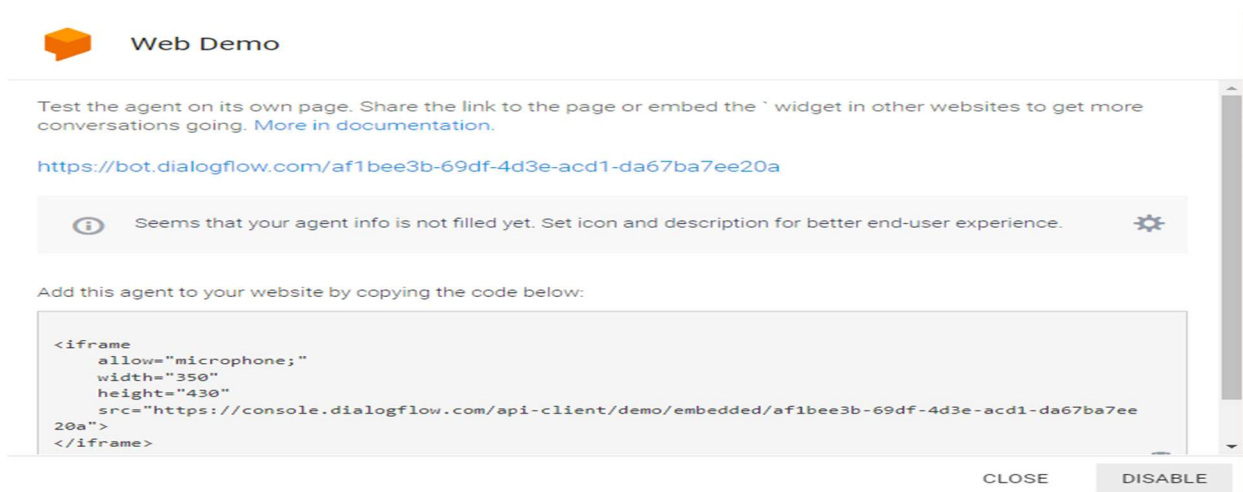 Web Demo
Test the agent on its own page. Share the link to the page or embed the ` widget in other websites to get more
conversations going. More in documentation.
https://bot.dialogflow.com/af1bee3b-69df-4d3e-acd1-da67ba7ee20a
Seems that your agent info is not filled yet. Set icon and description for better end-user experience.
Add this agent to your website by copying the code below:
<iframe
    allow="microphone;"
    width="350"
    height="430"
    src="https://console.dialogflow.com/api-client/demo/embedded/af1bee3b-69df-4d3e-acd1-da67ba7ee
20a">
</iframe>
CLOSE DISABLE